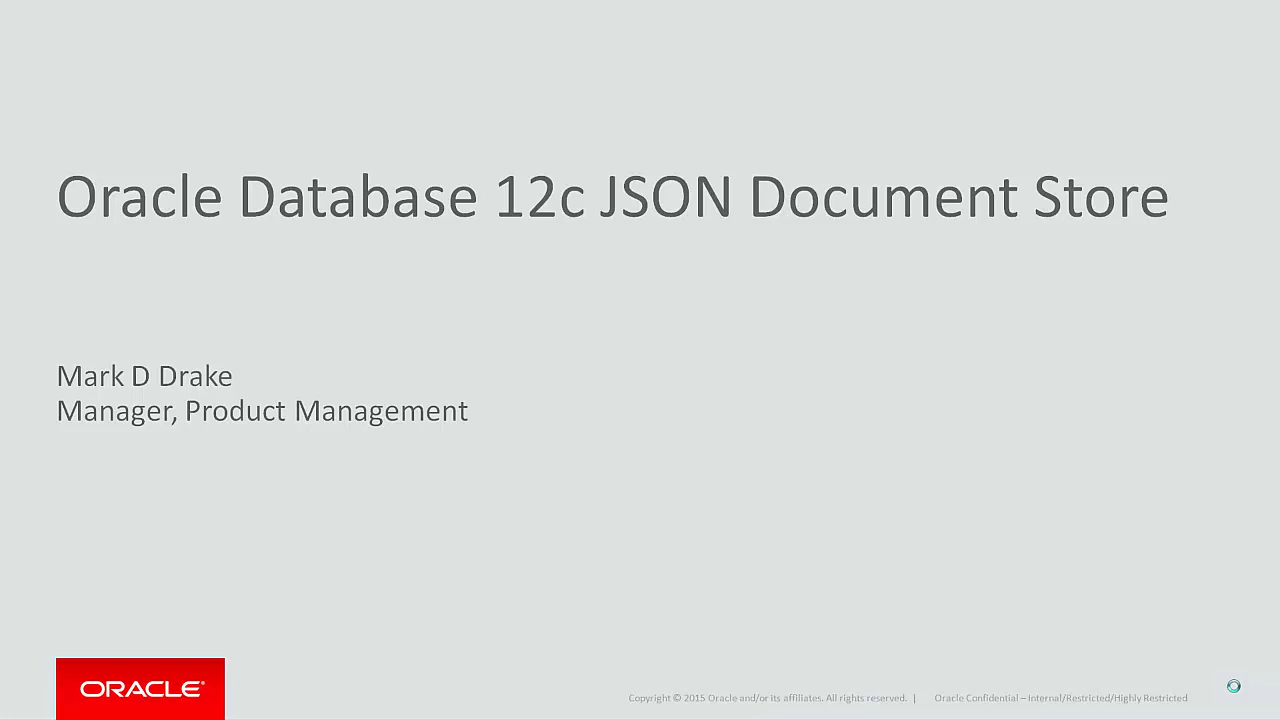 Oracle Database 12c JSON Document Store
Mark D Drake
Manager, Product Management
ORACLE®
Copyright © 2015 Oracle and/or its affiliates. All rights reserved. | Oracle Confidential – Internal/Restricted/Highly Restricted